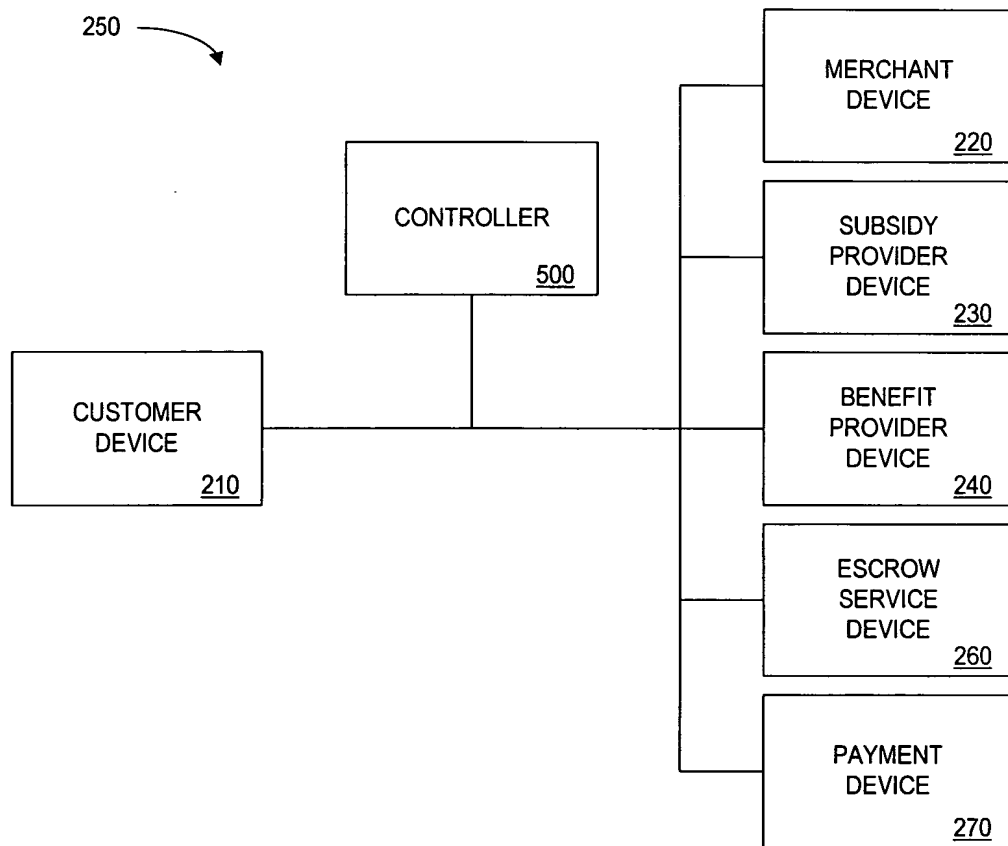 250
MERCHANT
DEVICE
220
CONTROLLER
500
SUBSIDY
PROVIDER
DEVICE
230
CUSTOMER
DEVICE
210
BENEFIT
PROVIDER
DEVICE
240
ESCROW
SERVICE
DEVICE
260
PAYMENT
DEVICE
270